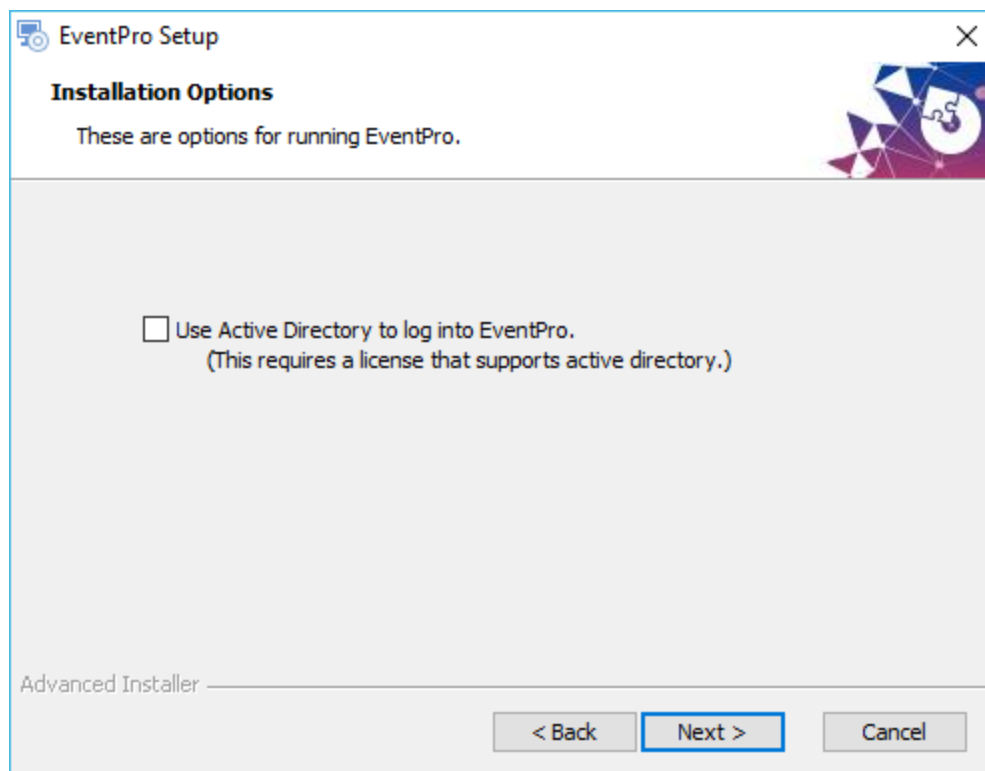 EventPro Setup
Installation Options
These are options for running EventPro.
Use Active Directory to log into EventPro.
(This requires a license that supports active directory.)
Advanced Installer
< Back
Next >
Cancel